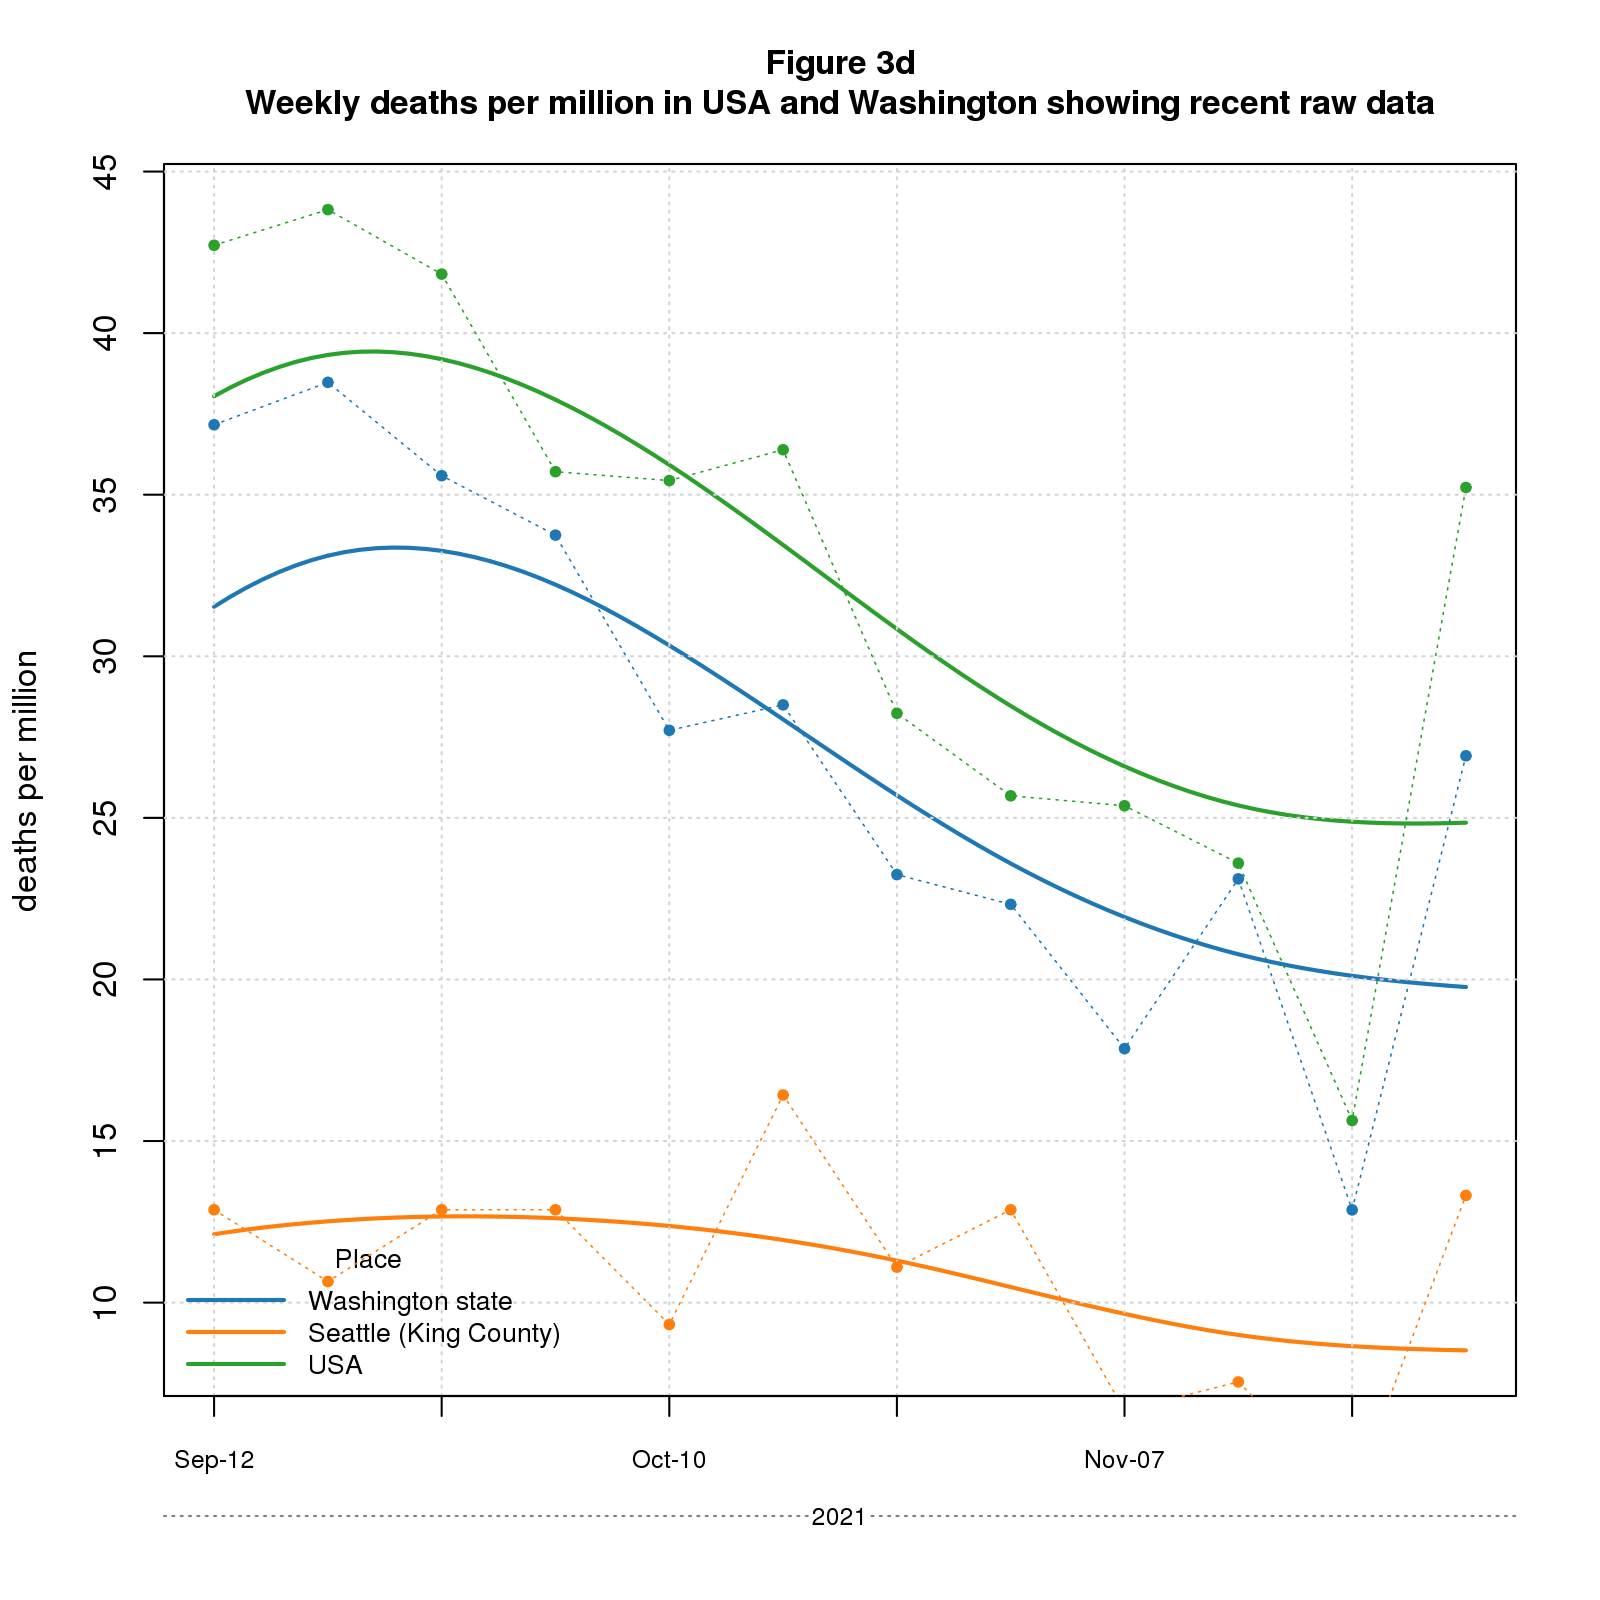 Figure 3d
Weekly deaths per million in USA and Washington showing recent raw data
deaths per million
45
40
35
30
25
20
15
10
Place
Washington state
Seattle (King County)
USA
Sep-12
Oct-10
Nov-07
2021